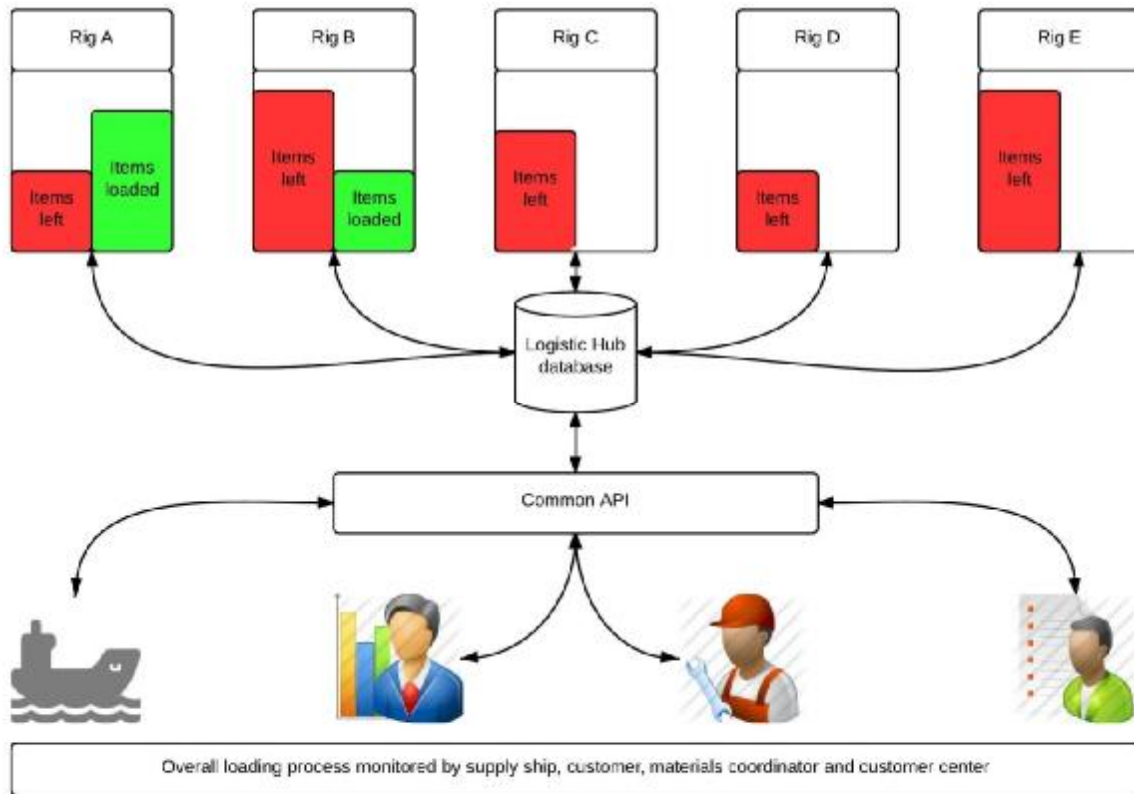 Rig A
Rig B
Rig C
Rig D
Rig E
Items
left
Items
loaded
Items
left
Items
loaded
Items
left
Items
left
Items
left
Logistic Hub
database
Common API
Overall loading process monitored by supply ship, customer, materials coordinator and customer center